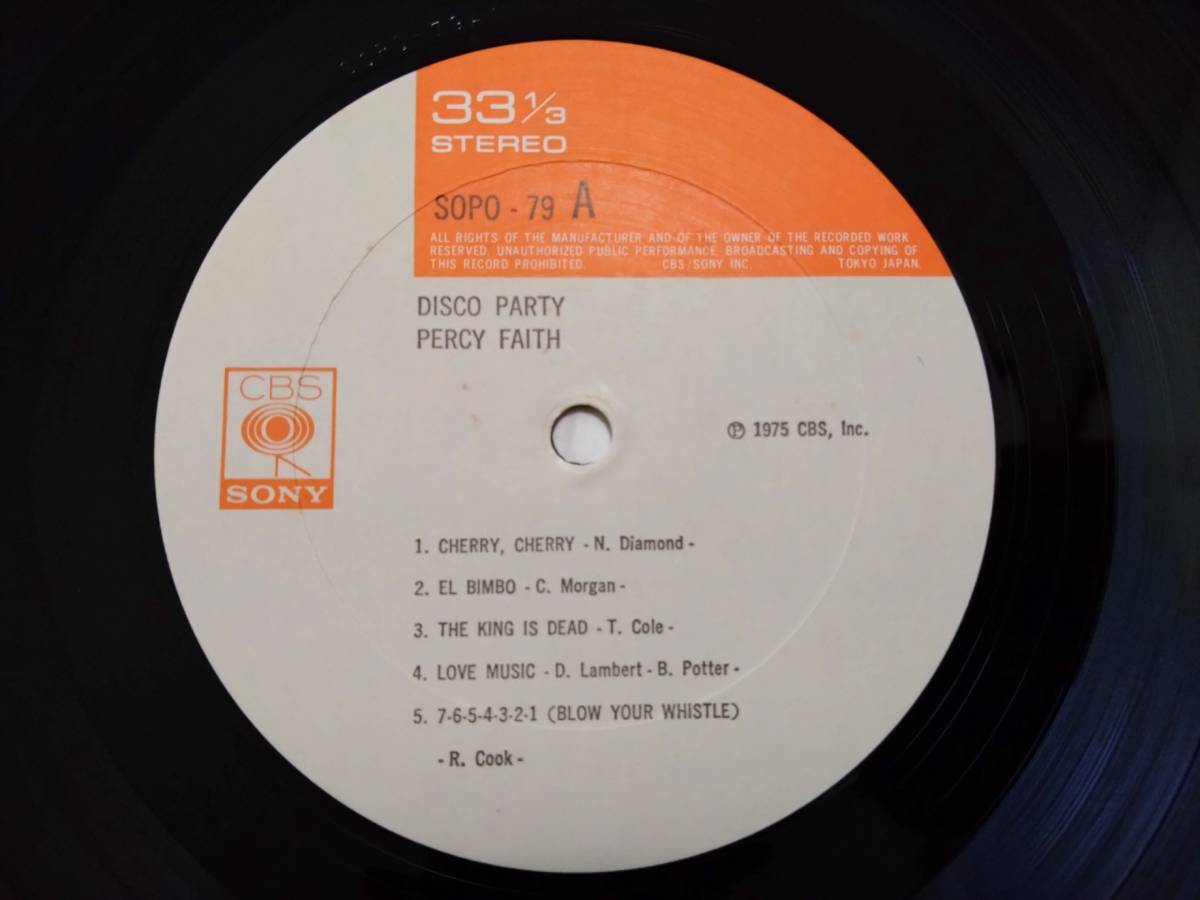 33 1/3
STEREO
SOPO - 79 A
ALL RIGHTS OF THE MANUFACTURER AND OF THE OWNER OF THE RECORDED WORK
RESERVED. UNAUTHORIZED PUBLIC PERFORMANCE, BROADCASTING AND COPYING OF
THIS RECORD PROHIBITED. CBS/SONY INC. TOKYO JAPAN.
DISCO PARTY
PERCY FAITH
CBS
SONY
℗ 1975 CBS, Inc.
1. CHERRY, CHERRY - N. Diamond -
2. EL BIMBO - C. Morgan -
3. THE KING IS DEAD - T. Cole -
4. LOVE MUSIC - D. Lambert - B. Potter -
5. 7-6-5-4-3-2-1 (BLOW YOUR WHISTLE)
- R. Cook -